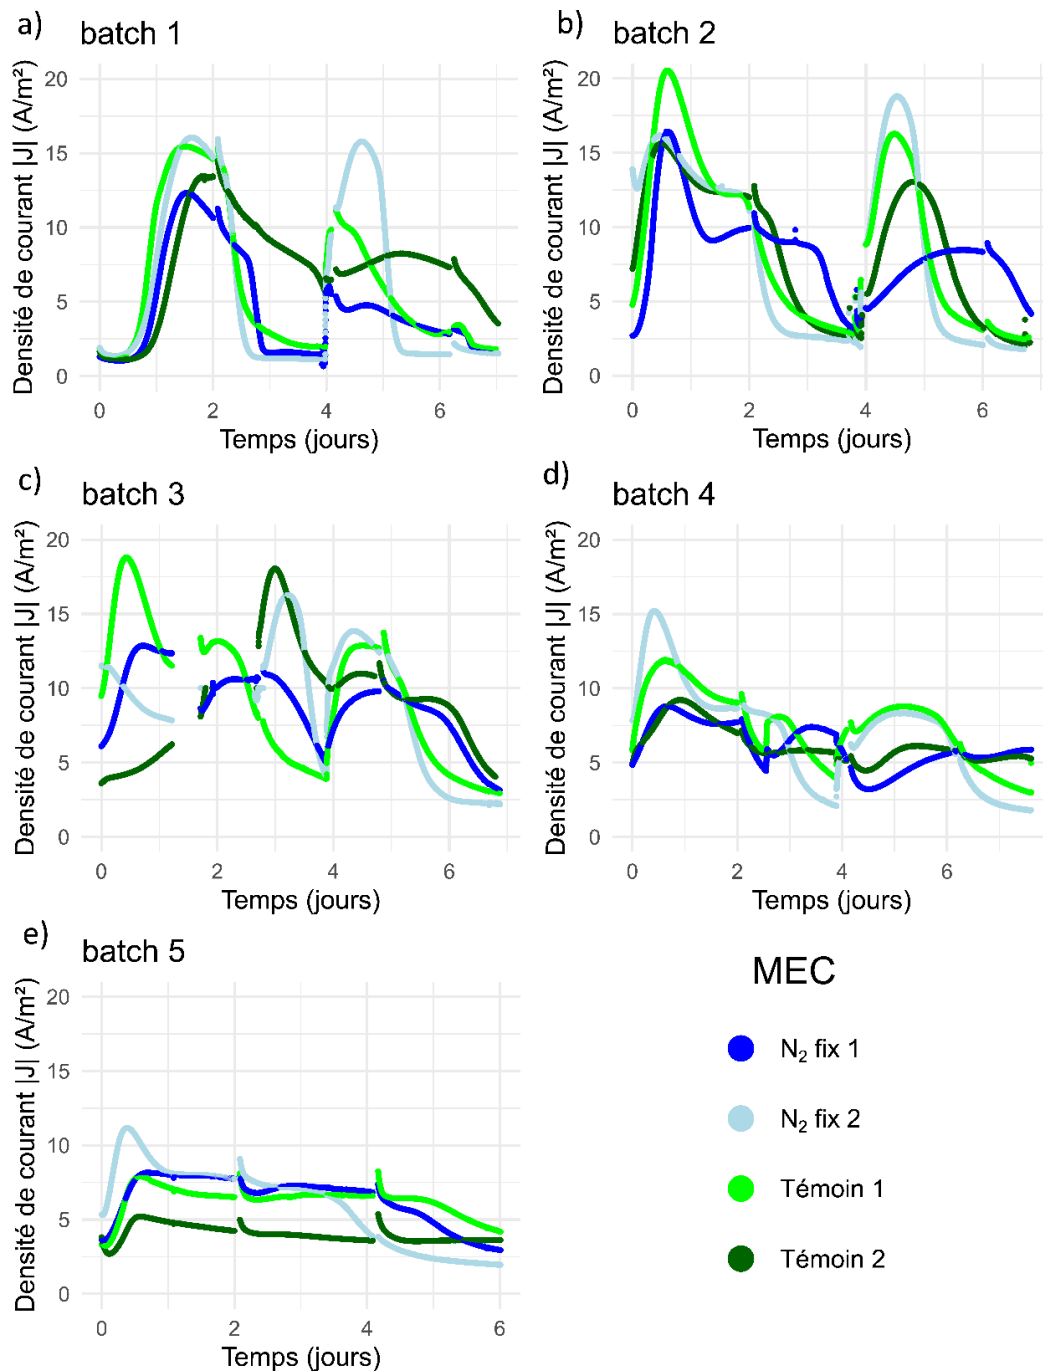 a) batch 1
Densité de courant |J| (A/m²)
20
15
10
5
0
0 2 4 6
Temps (jours)
b) batch 2
Densité de courant |J| (A/m²)
20
15
10
5
0
0 2 4 6
Temps (jours)
c) batch 3
Densité de courant |J| (A/m²)
20
15
10
5
0
0 2 4 6
Temps (jours)
d) batch 4
Densité de courant |J| (A/m²)
20
15
10
5
0
0 2 4 6
Temps (jours)
e) batch 5
Densité de courant |J| (A/m²)
20
15
10
5
0
0 2 4 6
Temps (jours)
MEC
N₂ fix 1
N₂ fix 2
Témoin 1
Témoin 2